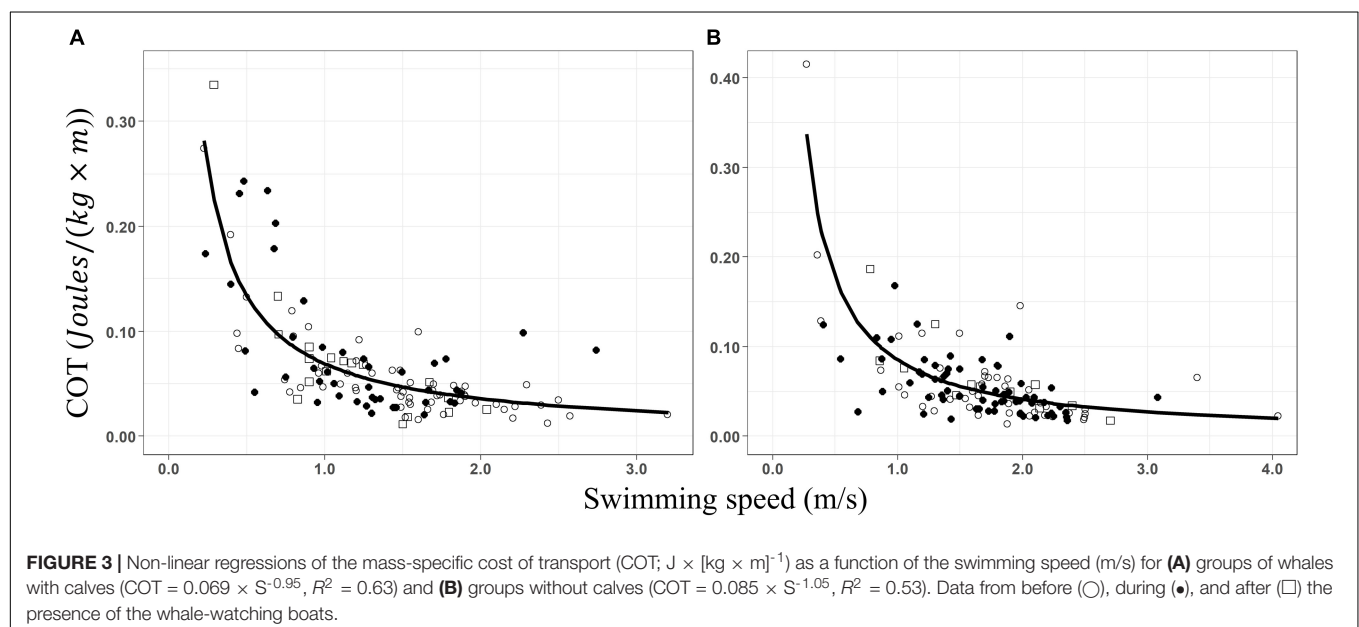 A
B
COT (Joules/(kg × m))
0.30
0.20
0.10
0.00
0.40
0.30
0.20
0.10
0.00
0.0 1.0 2.0 3.0
0.0 1.0 2.0 3.0 4.0
Swimming speed (m/s)
FIGURE 3 | Non-linear regressions of the mass-specific cost of transport (COT; J × [kg × m]⁻¹) as a function of the swimming speed (m/s) for (A) groups of whales
with calves (COT = 0.069 × S⁻⁰·⁹⁵, R² = 0.63) and (B) groups without calves (COT = 0.085 × S⁻¹·⁰⁵, R² = 0.53). Data from before (○), during (●), and after (□) the
presence of the whale-watching boats.